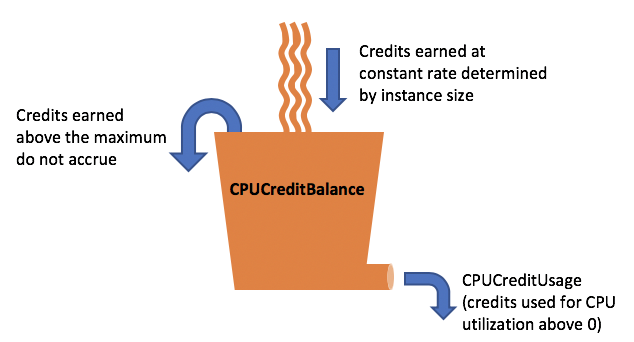 Credits earned at
constant rate determined
by instance size
Credits earned
above the maximum
do not accrue
CPUCreditBalance
CPUCreditUsage
(credits used for CPU
utilization above 0)